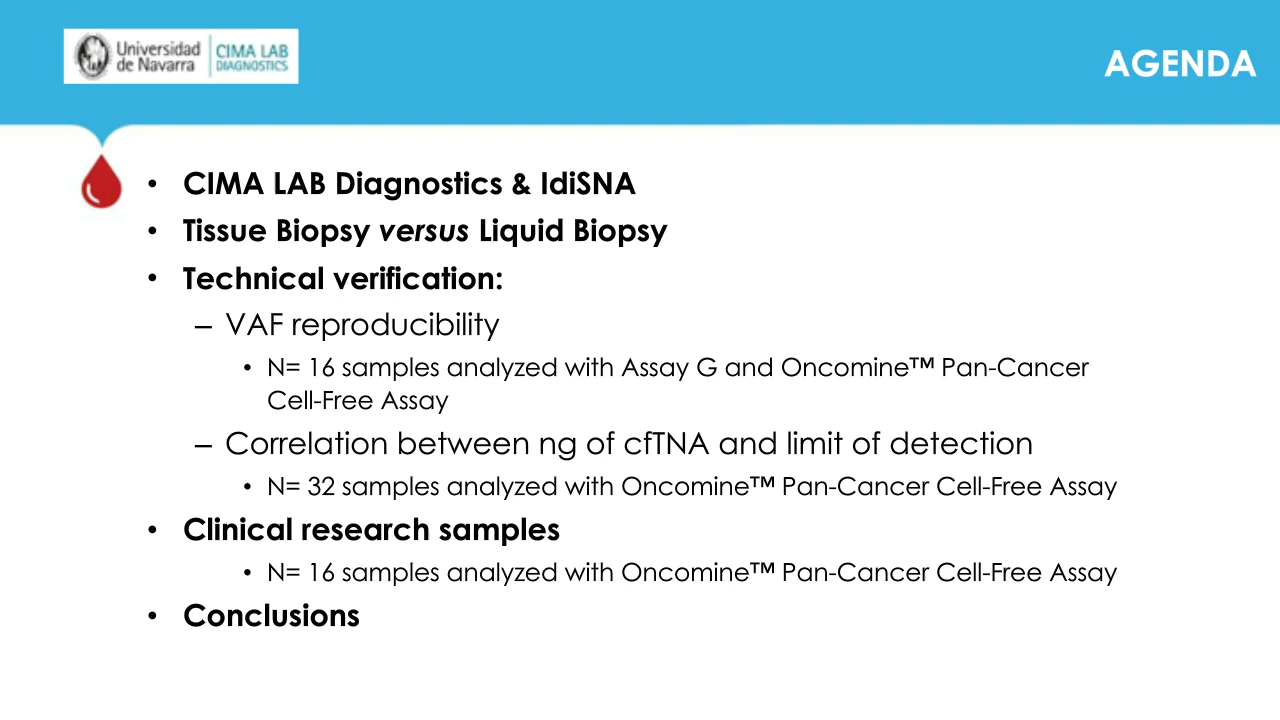 Universidad
de Navarra
CIMA LAB
DIAGNOSTICS
AGENDA
• CIMA LAB Diagnostics & IdiSNA
• Tissue Biopsy versus Liquid Biopsy
• Technical verification:
– VAF reproducibility
• N= 16 samples analyzed with Assay G and Oncomine™ Pan-Cancer
Cell-Free Assay
– Correlation between ng of cfTNA and limit of detection
• N= 32 samples analyzed with Oncomine™ Pan-Cancer Cell-Free Assay
• Clinical research samples
• N= 16 samples analyzed with Oncomine™ Pan-Cancer Cell-Free Assay
• Conclusions